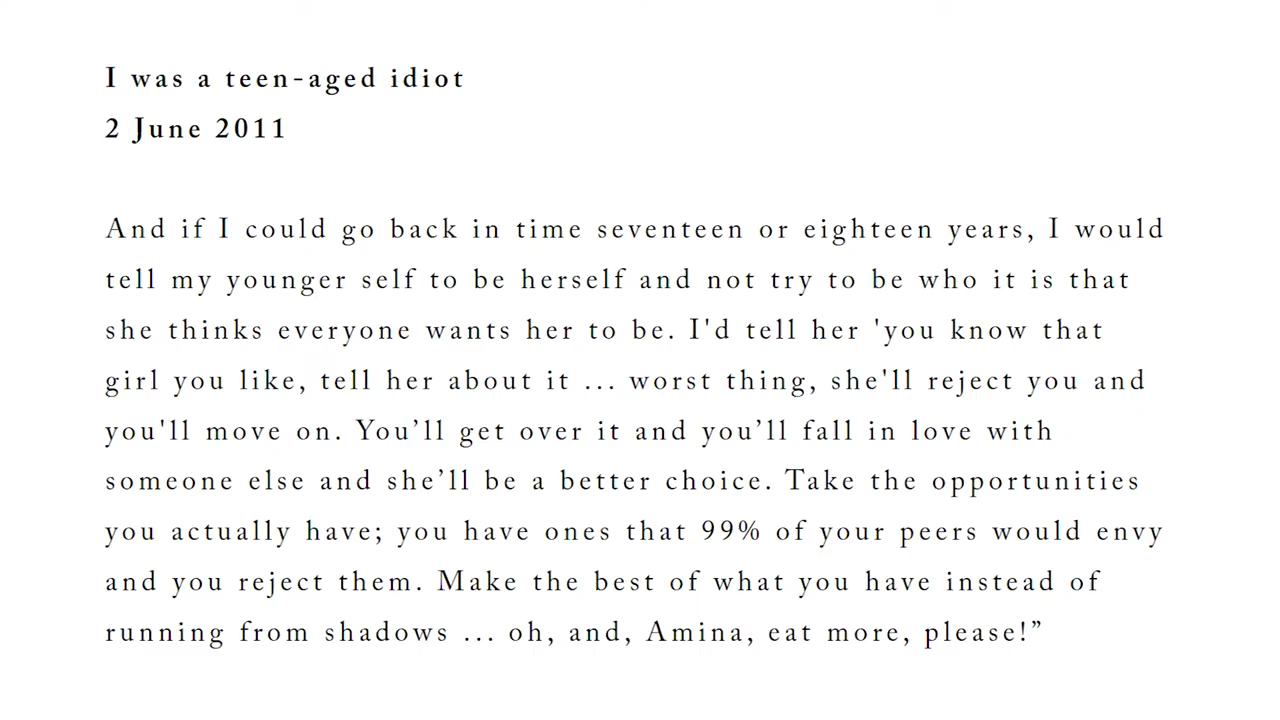 I was a teen-aged idiot
2 June 2011
And if I could go back in time seventeen or eighteen years, I would
tell my younger self to be herself and not try to be who it is that
she thinks everyone wants her to be. I'd tell her 'you know that
girl you like, tell her about it ... worst thing, she'll reject you and
you'll move on. You’ll get over it and you’ll fall in love with
someone else and she’ll be a better choice. Take the opportunities
you actually have; you have ones that 99% of your peers would envy
and you reject them. Make the best of what you have instead of
running from shadows ... oh, and, Amina, eat more, please!”